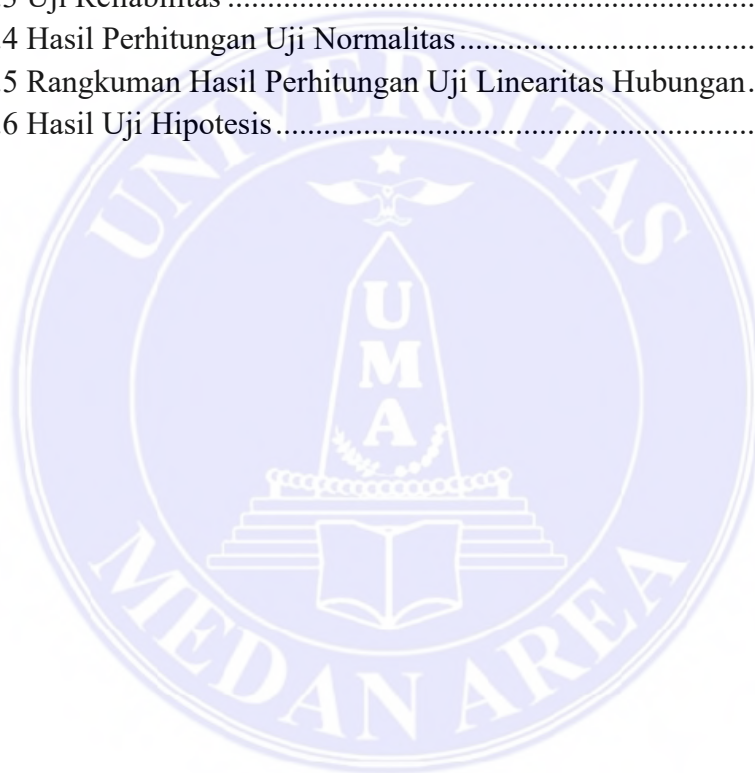 3 Uji Reliabilitas ............................................................
4 Hasil Perhitungan Uji Normalitas ...................................
5 Rangkuman Hasil Perhitungan Uji Linearitas Hubungan.
6 Hasil Uji Hipotesis ......................................................
UNIVERSITAS
U
M
A
MEDAN AREA